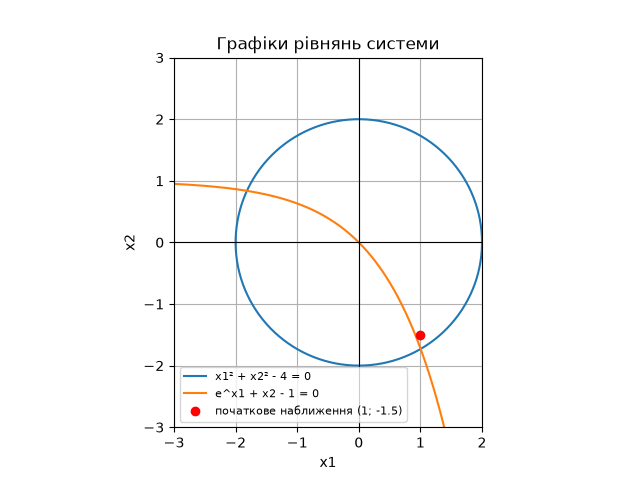 Графіки рівнянь системи
3
2
1
0
−1
−2
−3
x2
x1² + x2² - 4 = 0
e^x1 + x2 - 1 = 0
початкове наближення (1; -1.5)
−3 −2 −1 0 1 2
x1